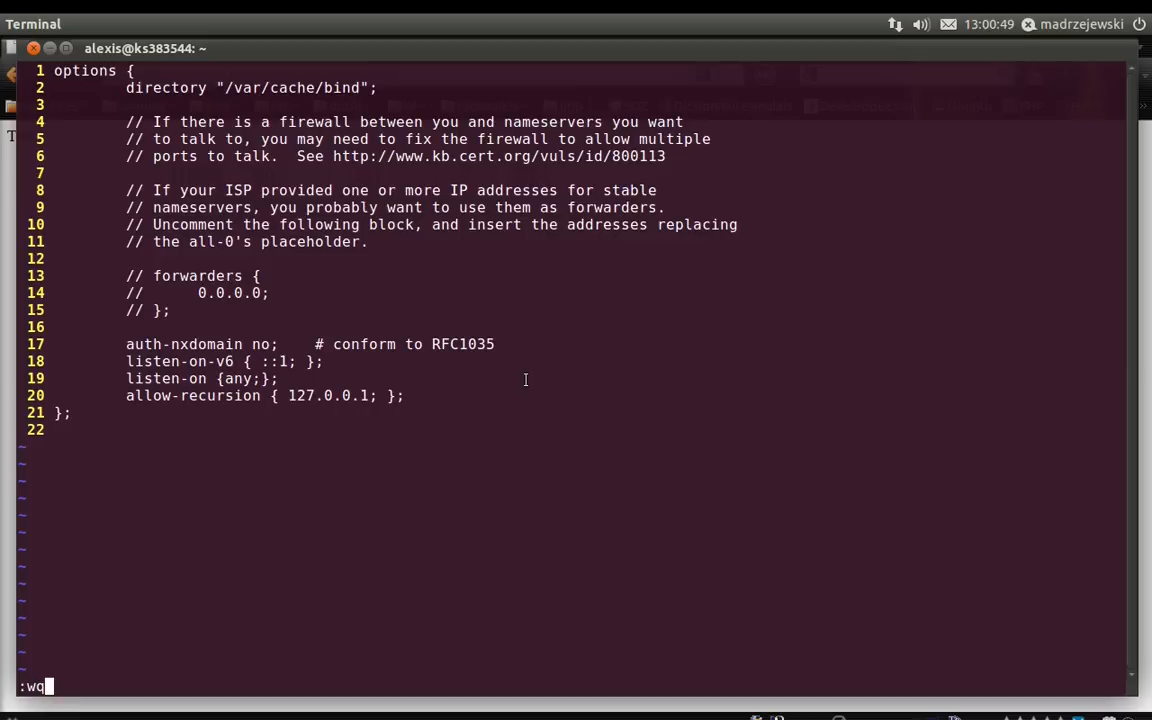 Terminal
13:00:49 madrzejewski
alexis@ks383544: ~
1 options {
2 directory "/var/cache/bind";
3
4 // If there is a firewall between you and nameservers you want
5 // to talk to, you may need to fix the firewall to allow multiple
6 // ports to talk.  See http://www.kb.cert.org/vuls/id/800113
7
8 // If your ISP provided one or more IP addresses for stable
9 // nameservers, you probably want to use them as forwarders.
10 // Uncomment the following block, and insert the addresses replacing
11 // the all-0's placeholder.
12
13 // forwarders {
14 //      0.0.0.0;
15 // };
16
17 auth-nxdomain no;    # conform to RFC1035
18 listen-on-v6 { ::1; };
19 listen-on {any;};
20 allow-recursion { 127.0.0.1; };
21 };
22
~
~
~
~
~
~
~
~
~
~
~
~
~
~
:wq